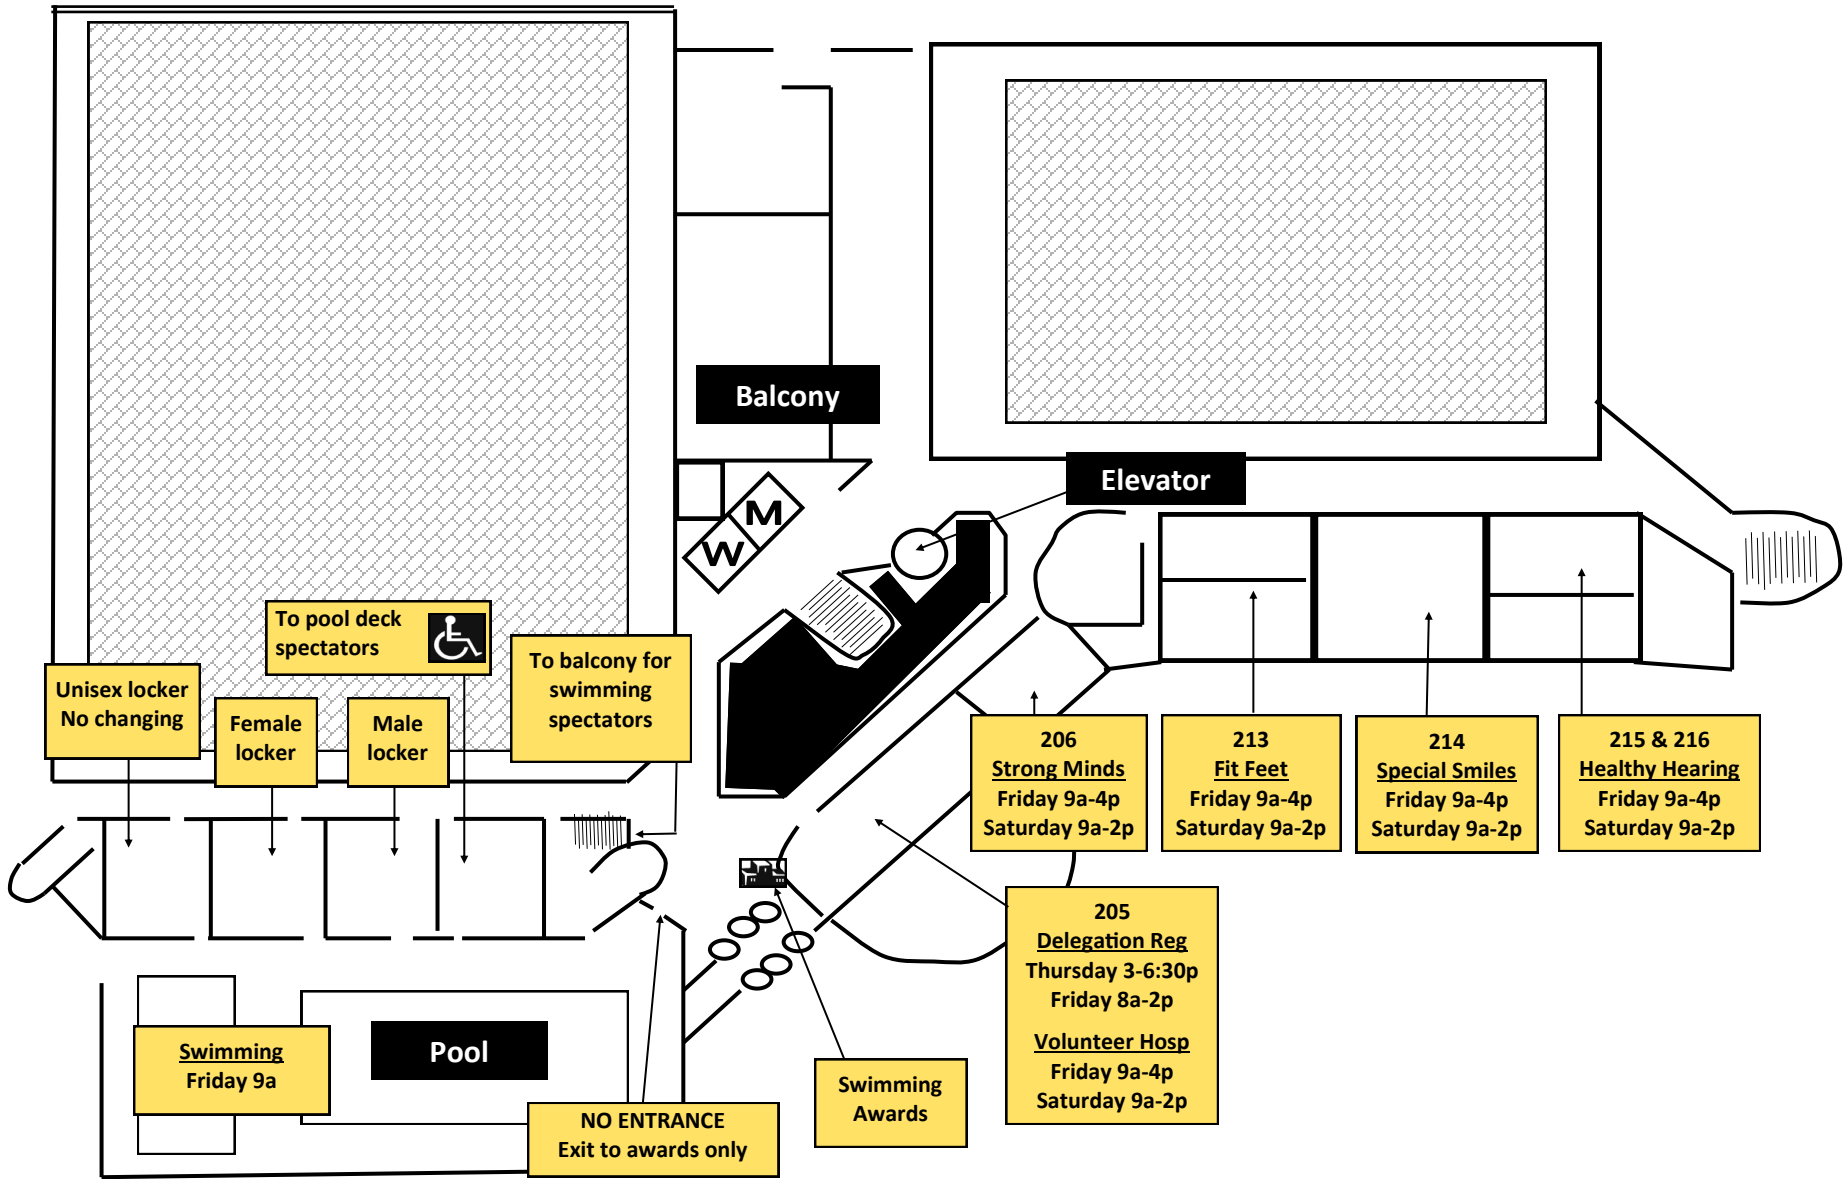 Balcony
Elevator
M
W
To pool deck
spectators
To balcony for
swimming
spectators
Unisex locker
No changing
Female
locker
Male
locker
206
Strong Minds
Friday 9a-4p
Saturday 9a-2p
213
Fit Feet
Friday 9a-4p
Saturday 9a-2p
214
Special Smiles
Friday 9a-4p
Saturday 9a-2p
215 & 216
Healthy Hearing
Friday 9a-4p
Saturday 9a-2p
205
Delegation Reg
Thursday 3-6:30p
Friday 8a-2p
Volunteer Hosp
Friday 9a-4p
Saturday 9a-2p
Swimming
Friday 9a
Pool
Swimming
Awards
NO ENTRANCE
Exit to awards only